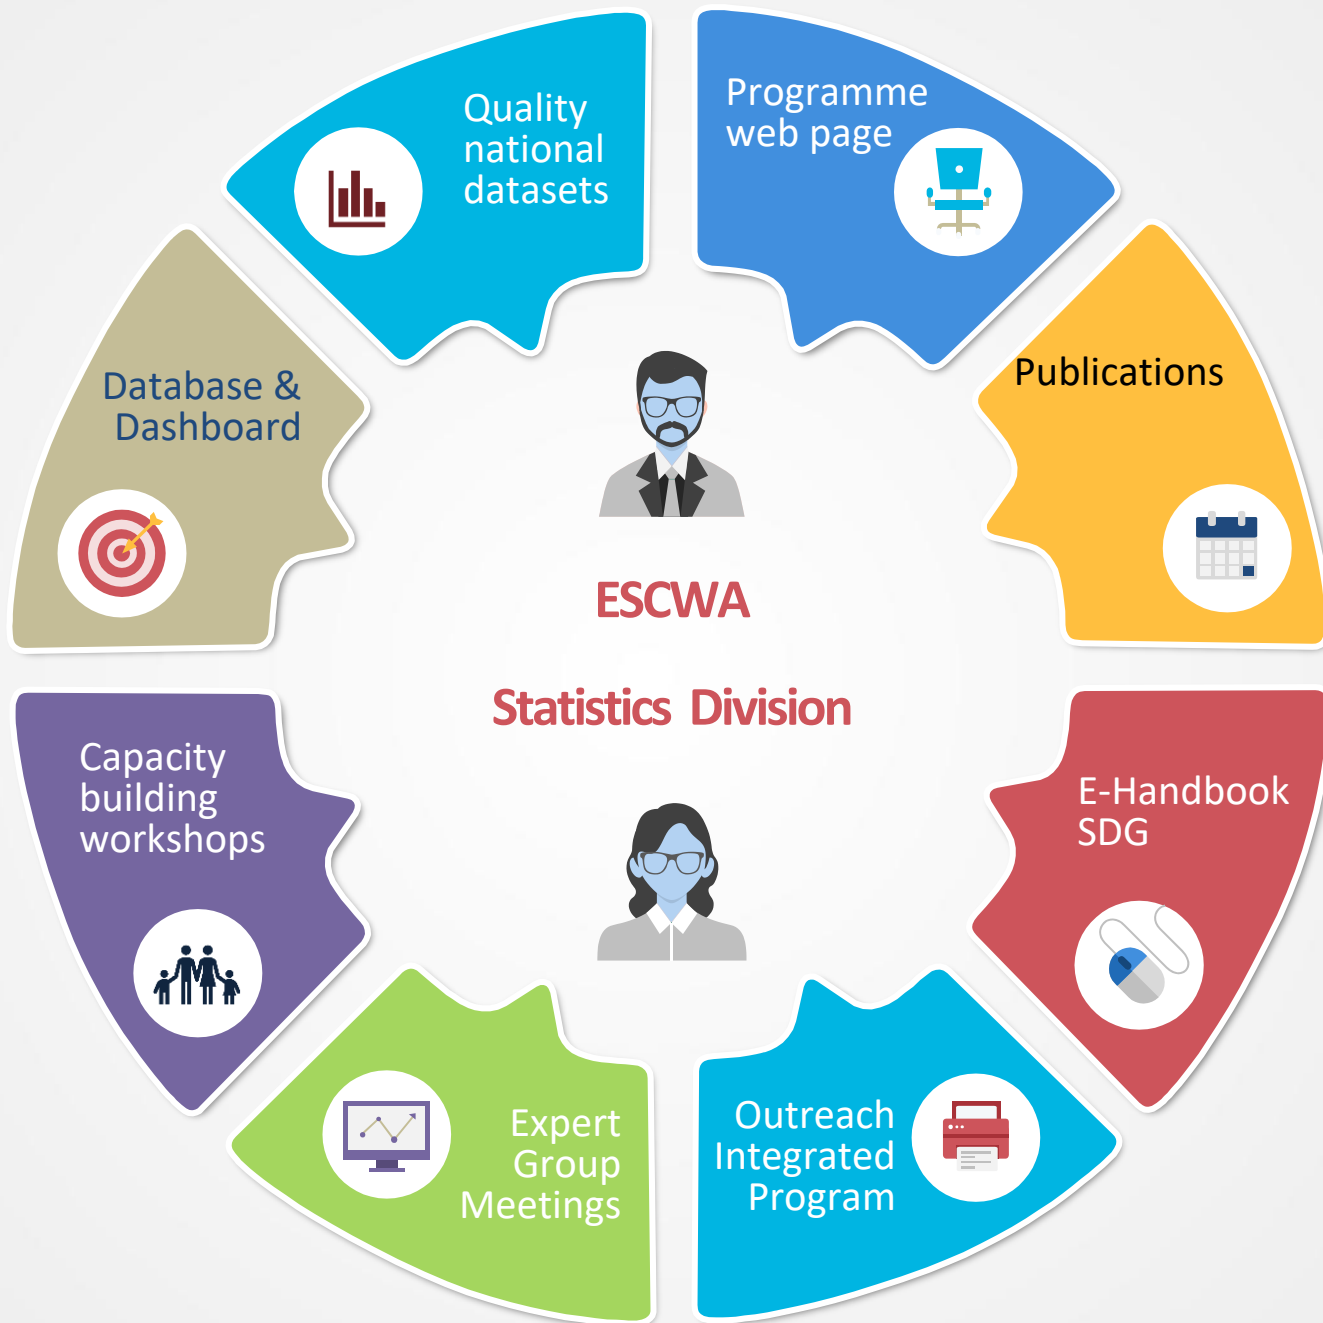 Quality
national
datasets
Programme
web page
Database &
Dashboard
Publications
ESCWA
Statistics Division
Capacity
building
workshops
E-Handbook
SDG
Expert
Group
Meetings
Outreach
Integrated
Program